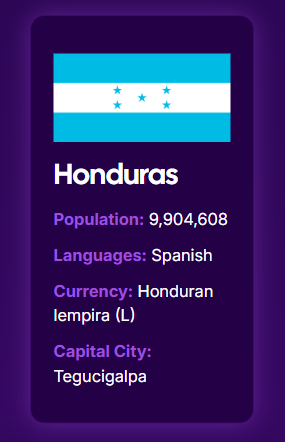 Honduras
Population: 9,904,608
Languages: Spanish
Currency: Honduran
lempira (L)
Capital City:
Tegucigalpa